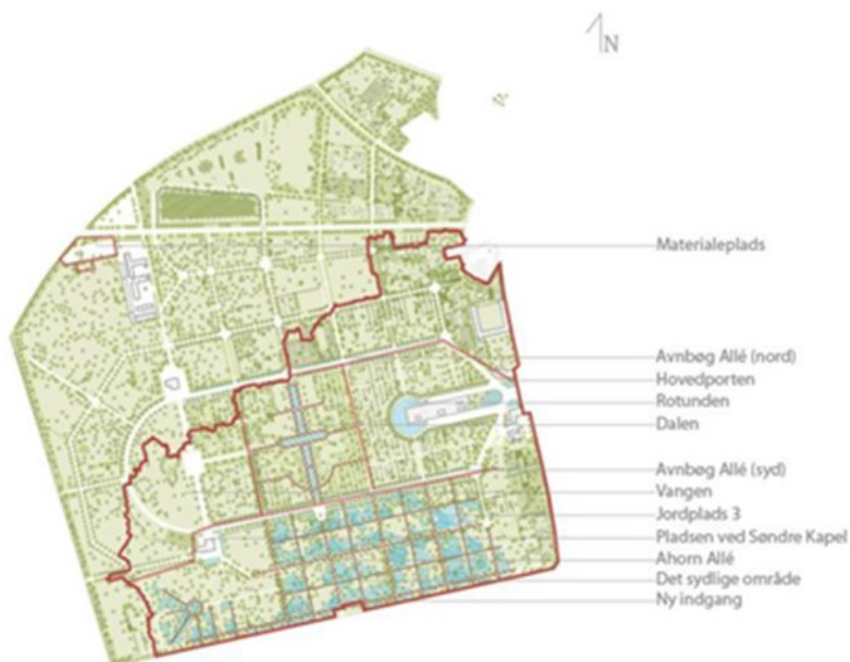 N
Materialeplads
Avnbøg Allé (nord)
Hovedporten
Rotunden
Dalen
Avnbøg Allé (syd)
Vangen
Jordplads 3
Pladsen ved Søndre Kapel
Ahorn Allé
Det sydlige område
Ny indgang